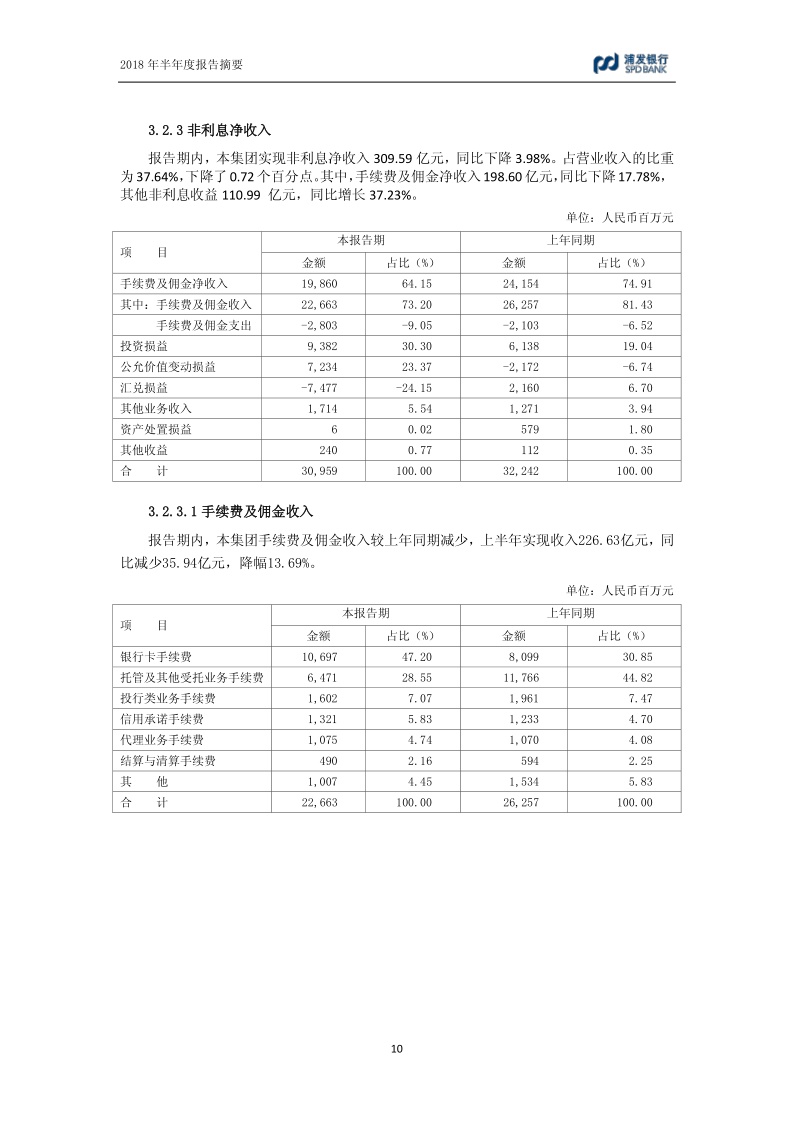 2018 年半年度报告摘要
浦发银行
SPD BANK
3.2.3 非利息净收入
报告期内，本集团实现非利息净收入 309.59 亿元，同比下降 3.98%。占营业收入的比重
为 37.64%，下降了 0.72 个百分点。其中，手续费及佣金净收入 198.60 亿元，同比下降 17.78%，
其他非利息收益 110.99 亿元，同比增长 37.23%。
单位：人民币百万元
项 目 本报告期 上年同期
金额 占比（%） 金额 占比（%）
手续费及佣金净收入 19,860 64.15 24,154 74.91
其中：手续费及佣金收入 22,663 73.20 26,257 81.43
手续费及佣金支出 -2,803 -9.05 -2,103 -6.52
投资损益 9,382 30.30 6,138 19.04
公允价值变动损益 7,234 23.37 -2,172 -6.74
汇兑损益 -7,477 -24.15 2,160 6.70
其他业务收入 1,714 5.54 1,271 3.94
资产处置损益 6 0.02 579 1.80
其他收益 240 0.77 112 0.35
合 计 30,959 100.00 32,242 100.00
3.2.3.1 手续费及佣金收入
报告期内，本集团手续费及佣金收入较上年同期减少，上半年实现收入226.63亿元，同
比减少35.94亿元，降幅13.69%。
单位：人民币百万元
项 目 本报告期 上年同期
金额 占比（%） 金额 占比（%）
银行卡手续费 10,697 47.20 8,099 30.85
托管及其他受托业务手续费 6,471 28.55 11,766 44.82
投行类业务手续费 1,602 7.07 1,961 7.47
信用承诺手续费 1,321 5.83 1,233 4.70
代理业务手续费 1,075 4.74 1,070 4.08
结算与清算手续费 490 2.16 594 2.25
其 他 1,007 4.45 1,534 5.83
合 计 22,663 100.00 26,257 100.00
10